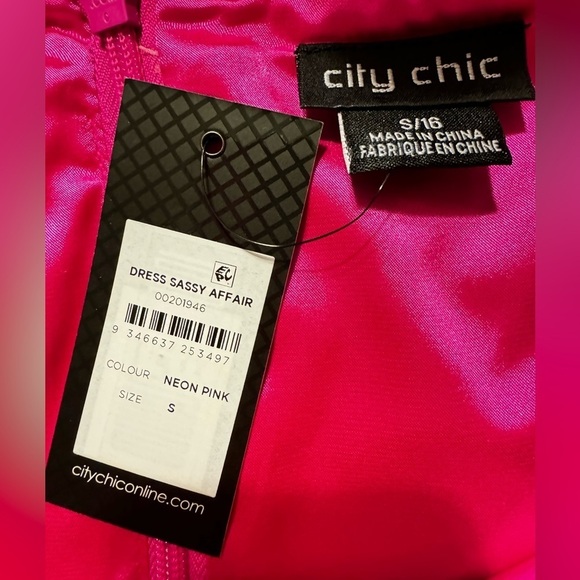 city chic
S/16
MADE IN CHINA
FABRIQUE EN CHINE
DRESS SASSY AFFAIR
00201946
9 346637 253497
COLOUR NEON PINK
SIZE S
citychiconline.com